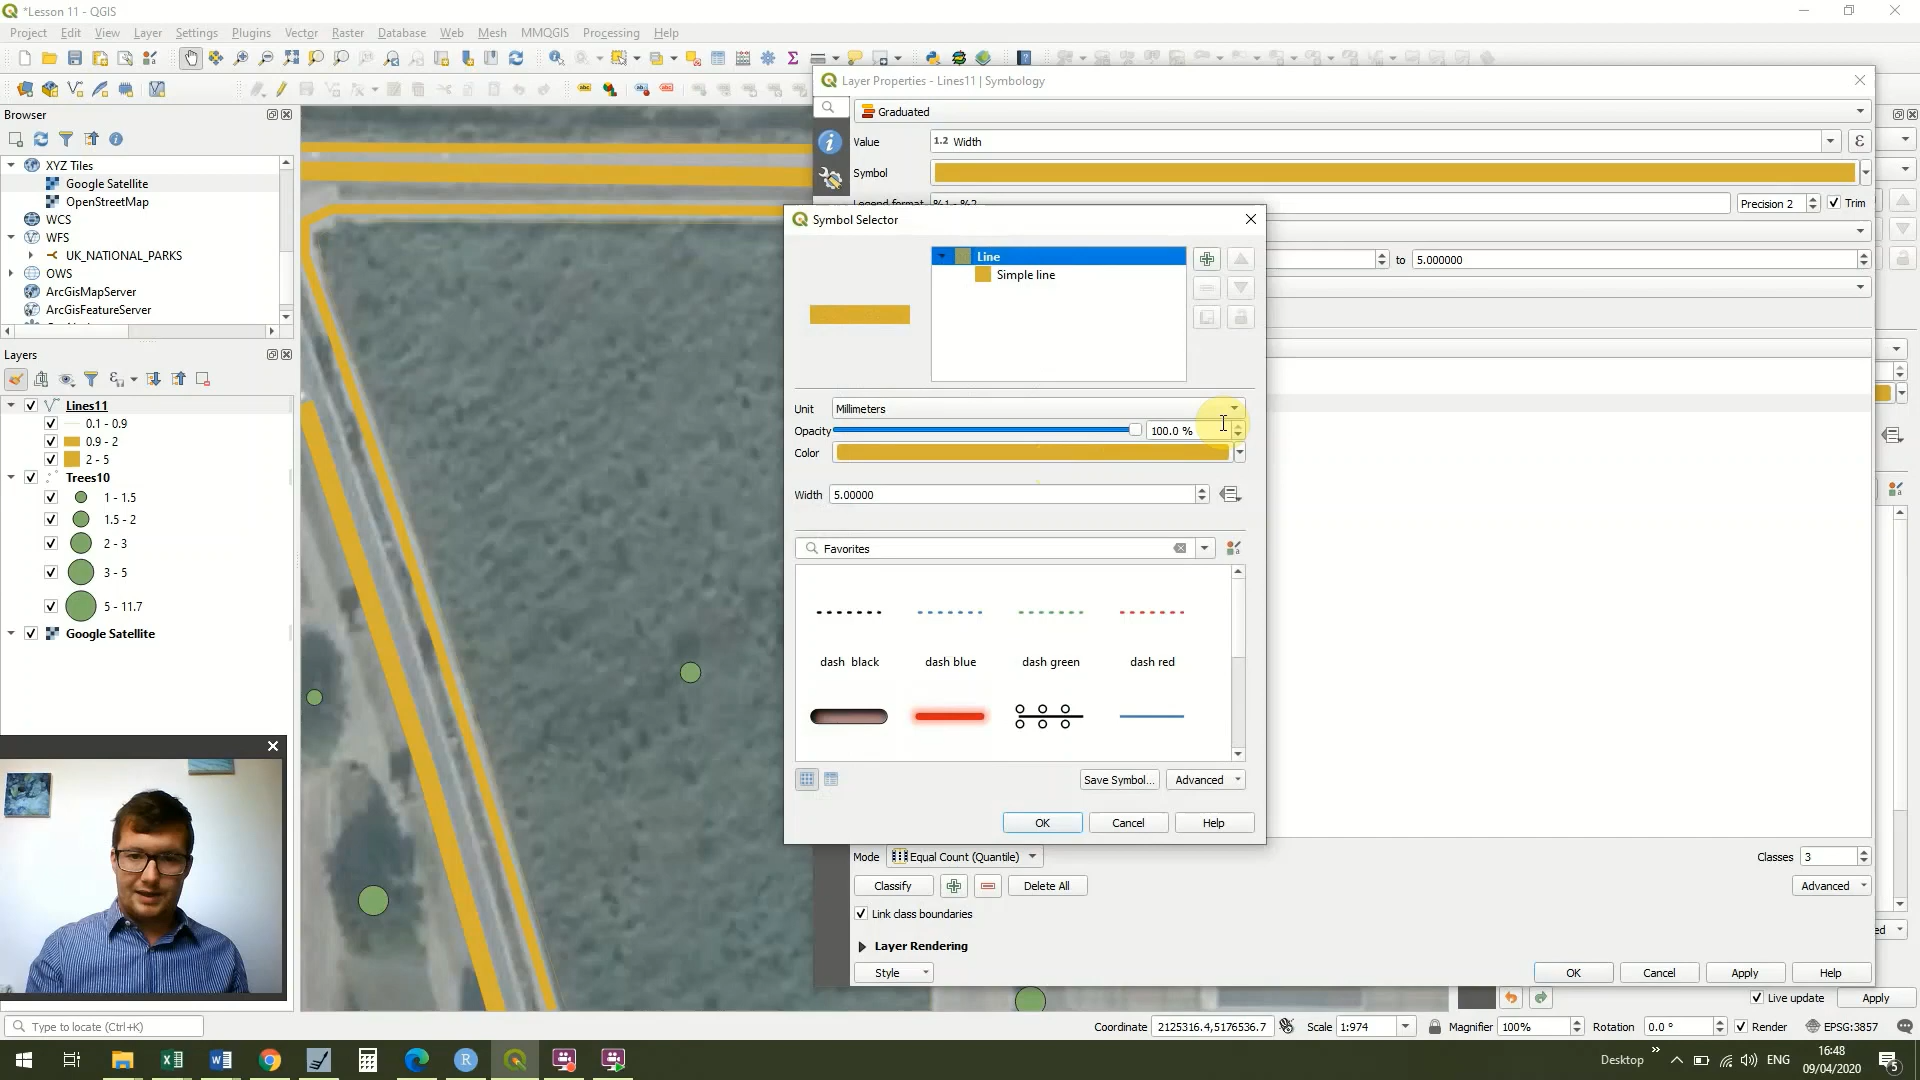 *Lesson 11 - QGIS
Project Edit View Layer Settings Plugins Vector Raster Database Web Mesh MMQGIS Processing Help
Layer Properties - Lines11 | Symbology
Graduated
Value 1.2 Width ε
Symbol
Precision 2 Trim
to 5.000000
Browser
XYZ Tiles
Google Satellite
OpenStreetMap
WCS
WFS
UK_NATIONAL_PARKS
OWS
ArcGisMapServer
ArcGisFeatureServer
Layers
Lines11
0.1 - 0.9
0.9 - 2
2 - 5
Trees10
1 - 1.5
1.5 - 2
2 - 3
3 - 5
5 - 11.7
Google Satellite
Symbol Selector
Line
Simple line
Unit Millimeters
Opacity 100.0 %
Color
Width 5.00000
Favorites
dash black dash blue dash green dash red
Save Symbol... Advanced
OK Cancel Help
Mode Equal Count (Quantile) Classes 3
Classify Delete All Advanced
Link class boundaries
Layer Rendering
Style OK Cancel Apply Help
Live update Apply
Type to locate (Ctrl+K) Coordinate 2125316.4,5176536.7 Scale 1:974 Magnifier 100% Rotation 0.0 ° Render EPSG:3857
Desktop ENG
16:48
09/04/2020
5